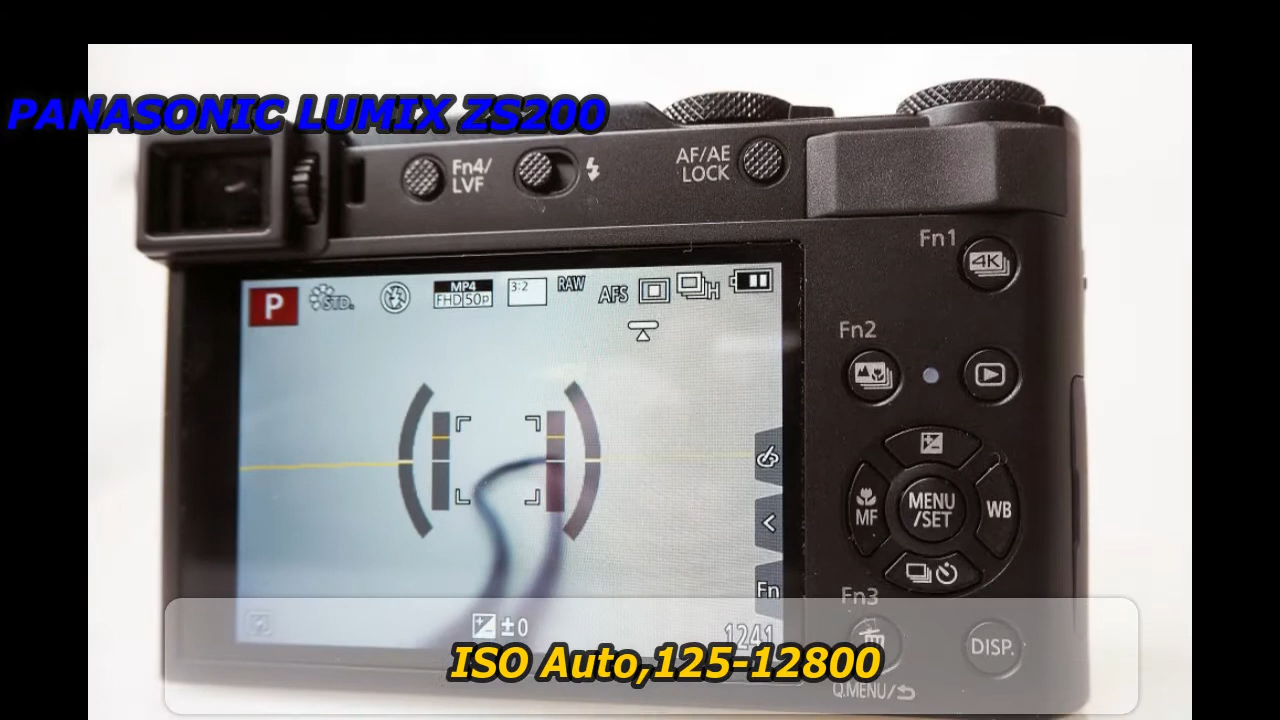 PANASONIC LUMIX ZS200
Fn4/
LVF
AF/AE
LOCK
Fn1
4K
P
STD.
MP4
FHD 50p
3:2
RAW
AFS
H
Fn2
MENU
/SET
MF
WB
Fn
Fn3
±0
1241
DISP.
Q.MENU/
ISO Auto,125-12800